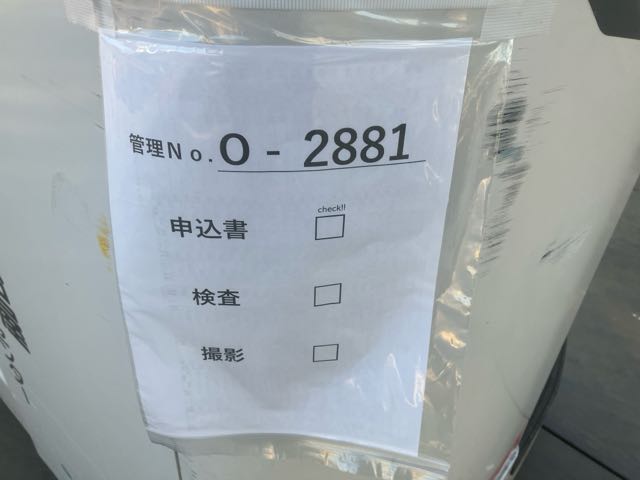 管理No. O - 2881
check!!
申込書 □
検査 □
撮影 □